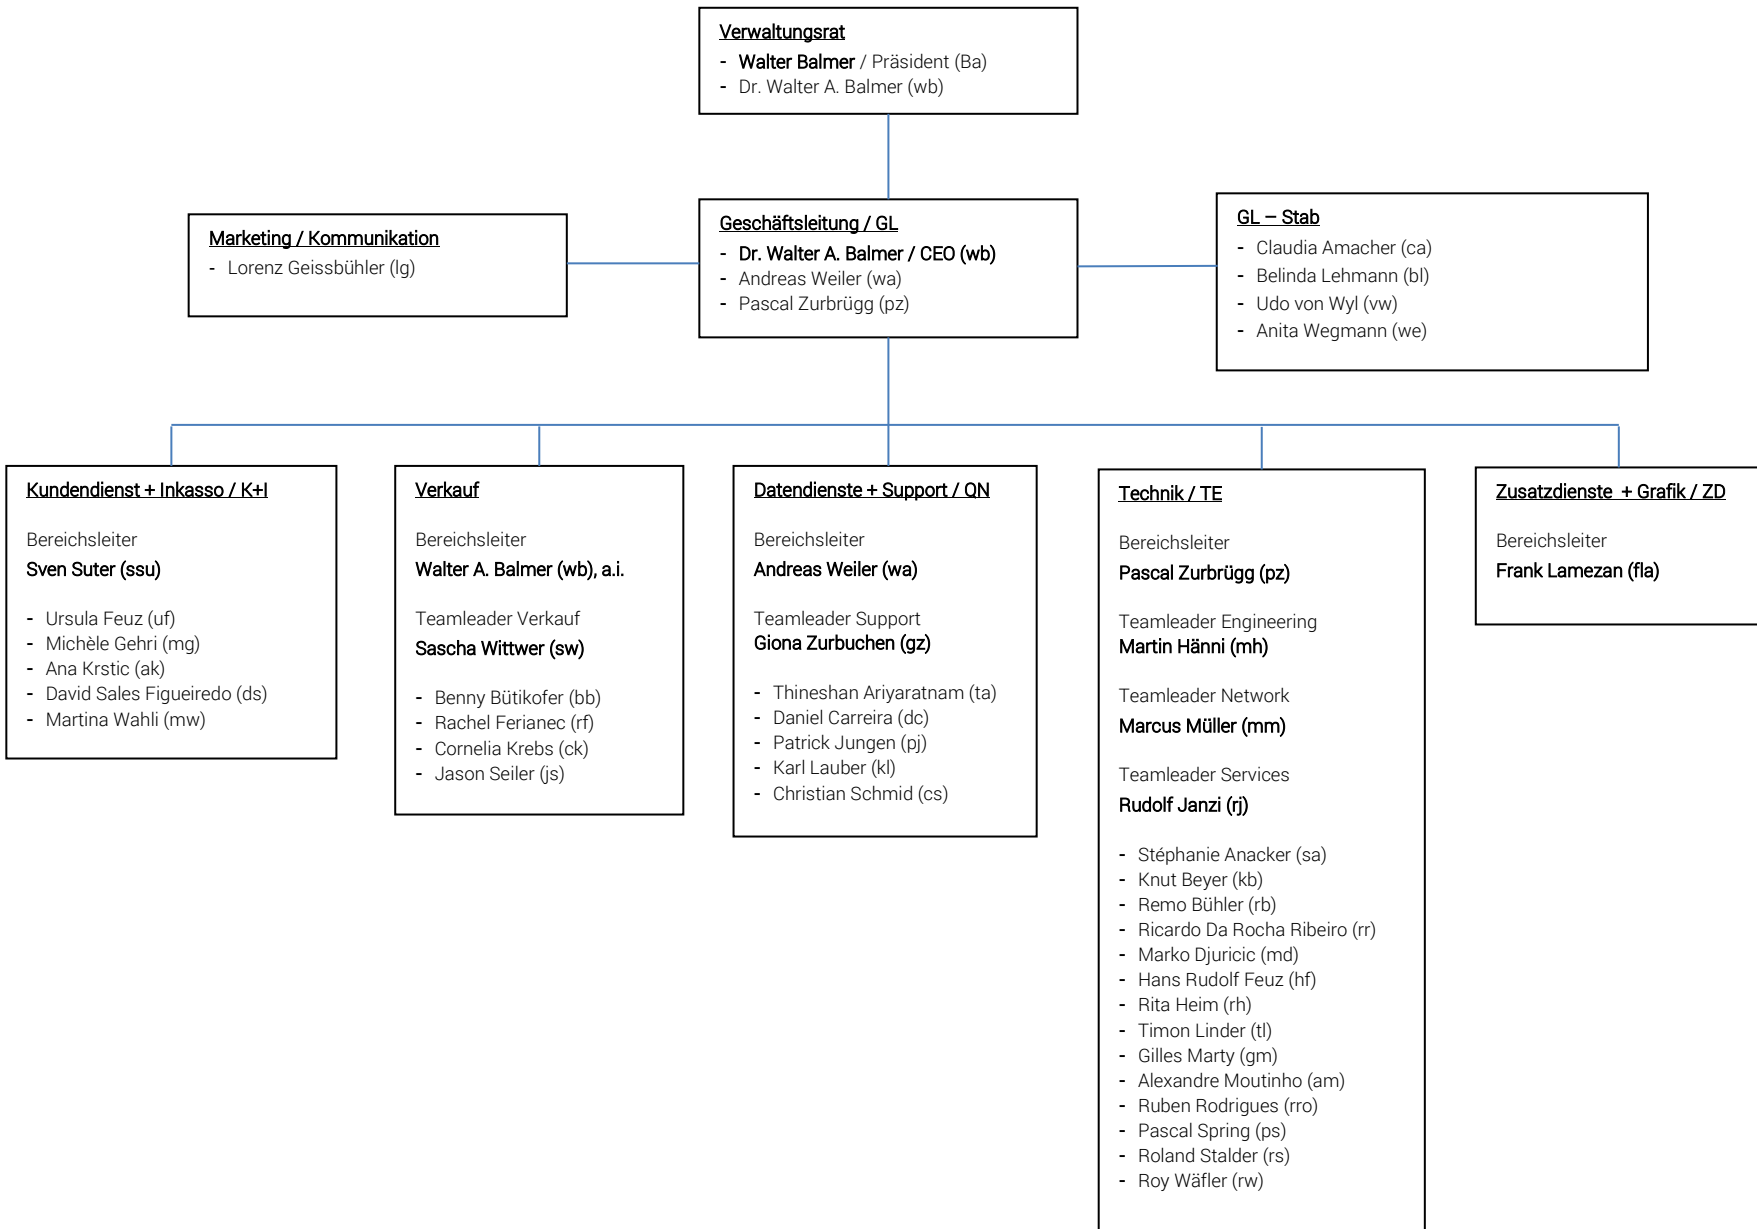 Verwaltungsrat
- Walter Balmer / Präsident (Ba)
- Dr. Walter A. Balmer (wb)
Marketing / Kommunikation
- Lorenz Geissbühler (lg)
Geschäftsleitung / GL
- Dr. Walter A. Balmer / CEO (wb)
- Andreas Weiler (wa)
- Pascal Zurbrügg (pz)
GL – Stab
- Claudia Amacher (ca)
- Belinda Lehmann (bl)
- Udo von Wyl (vw)
- Anita Wegmann (we)
Kundendienst + Inkasso / K+I
Bereichsleiter
Sven Suter (ssu)
- Ursula Feuz (uf)
- Michèle Gehri (mg)
- Ana Krstic (ak)
- David Sales Figueiredo (ds)
- Martina Wahli (mw)
Verkauf
Bereichsleiter
Walter A. Balmer (wb), a.i.
Teamleader Verkauf
Sascha Wittwer (sw)
- Benny Bütikofer (bb)
- Rachel Ferianec (rf)
- Cornelia Krebs (ck)
- Jason Seiler (js)
Datendienste + Support / QN
Bereichsleiter
Andreas Weiler (wa)
Teamleader Support
Giona Zurbuchen (gz)
- Thineshan Ariyaratnam (ta)
- Daniel Carreira (dc)
- Patrick Jungen (pj)
- Karl Lauber (kl)
- Christian Schmid (cs)
Technik / TE
Bereichsleiter
Pascal Zurbrügg (pz)
Teamleader Engineering
Martin Hänni (mh)
Teamleader Network
Marcus Müller (mm)
Teamleader Services
Rudolf Janzi (rj)
- Stéphanie Anacker (sa)
- Knut Beyer (kb)
- Remo Bühler (rb)
- Ricardo Da Rocha Ribeiro (rr)
- Marko Djuricic (md)
- Hans Rudolf Feuz (hf)
- Rita Heim (rh)
- Timon Linder (tl)
- Gilles Marty (gm)
- Alexandre Moutinho (am)
- Ruben Rodrigues (rro)
- Pascal Spring (ps)
- Roland Stalder (rs)
- Roy Wäfler (rw)
Zusatzdienste + Grafik / ZD
Bereichsleiter
Frank Lamezan (fla)